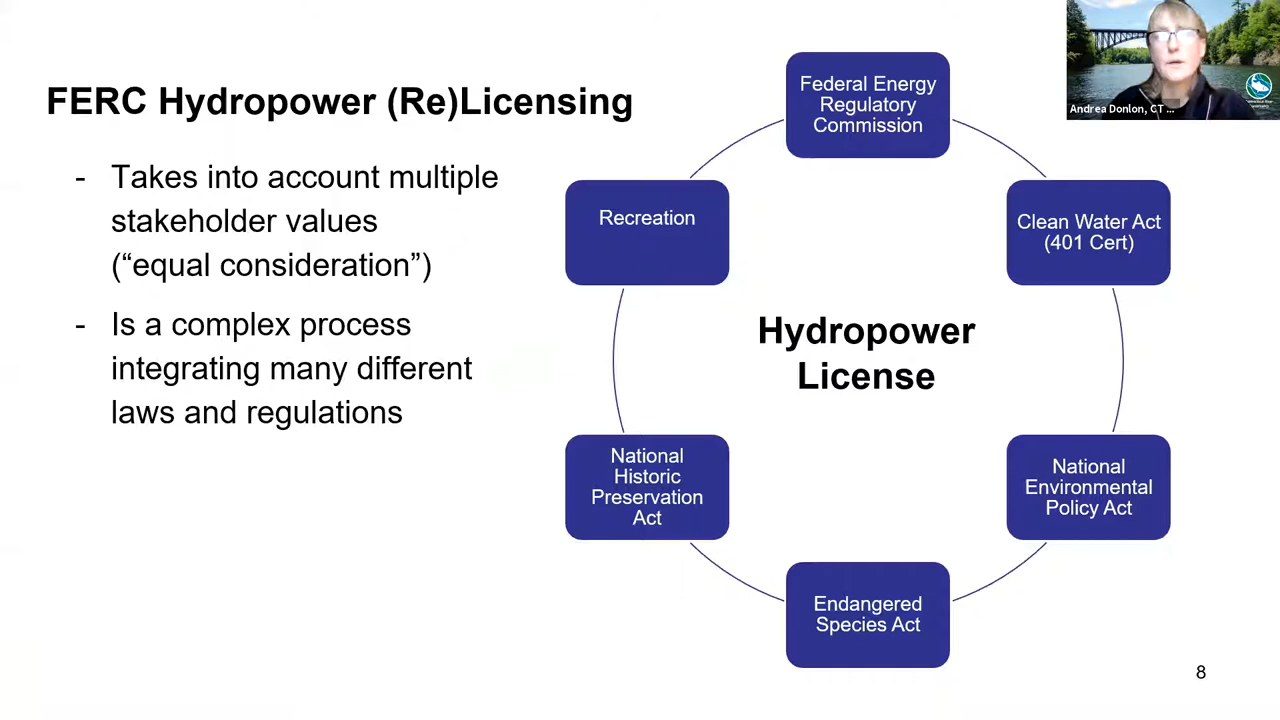 FERC Hydropower (Re)Licensing
- Takes into account multiple
stakeholder values
(“equal consideration”)
- Is a complex process
integrating many different
laws and regulations
Federal Energy
Regulatory
Commission
Recreation
Clean Water Act
(401 Cert)
Hydropower
License
National
Historic
Preservation
Act
National
Environmental
Policy Act
Endangered
Species Act
8
Andrea Donlon, CT ...